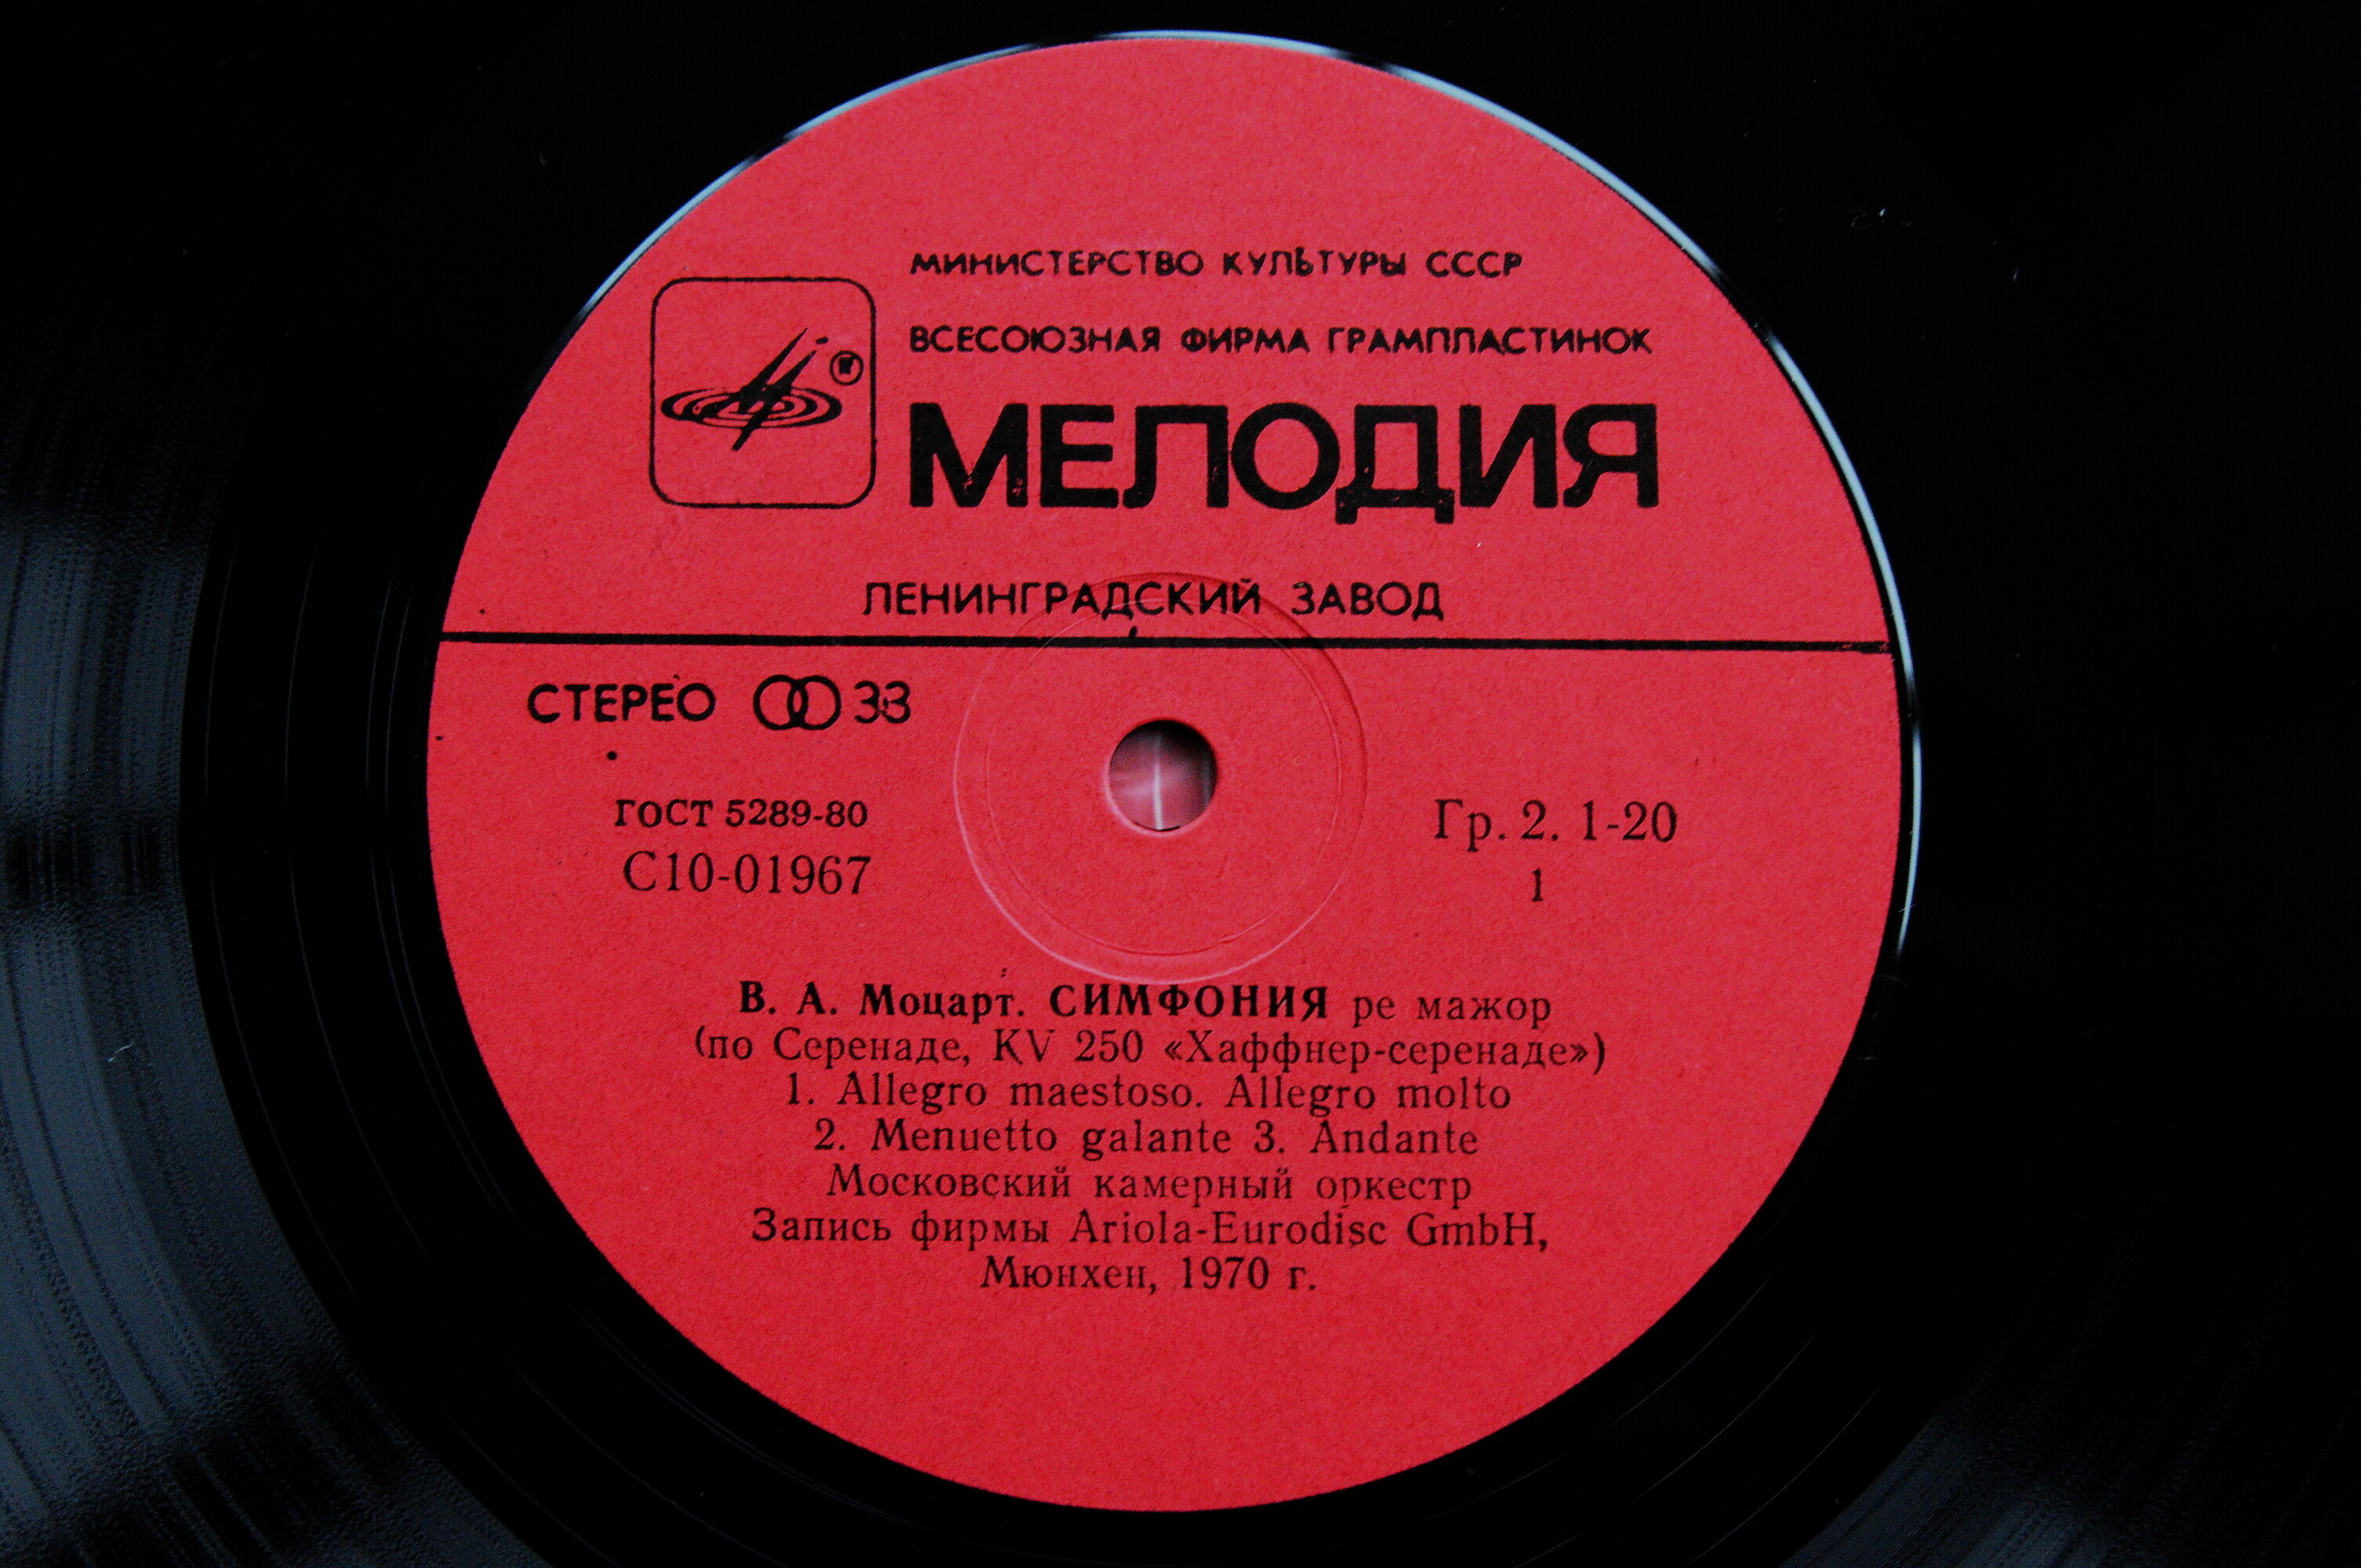 МИНИСТЕРСТВО КУЛЬТУРЫ СССР
ВСЕСОЮЗНАЯ ФИРМА ГРАМПЛАСТИНОК
МЕЛОДИЯ
ЛЕНИНГРАДСКИЙ ЗАВОД
СТЕРЕО 33
ГОСТ 5289-80
С10-01967
Гр. 2. 1-20
1
В. А. Моцарт. СИМФОНИЯ ре мажор
(по Серенаде, KV 250 «Хаффнер-серенаде»)
1. Allegro maestoso. Allegro molto
2. Menuetto galante 3. Andante
Московский камерный оркестр
Запись фирмы Ariola-Eurodisc GmbH,
Мюнхен, 1970 г.